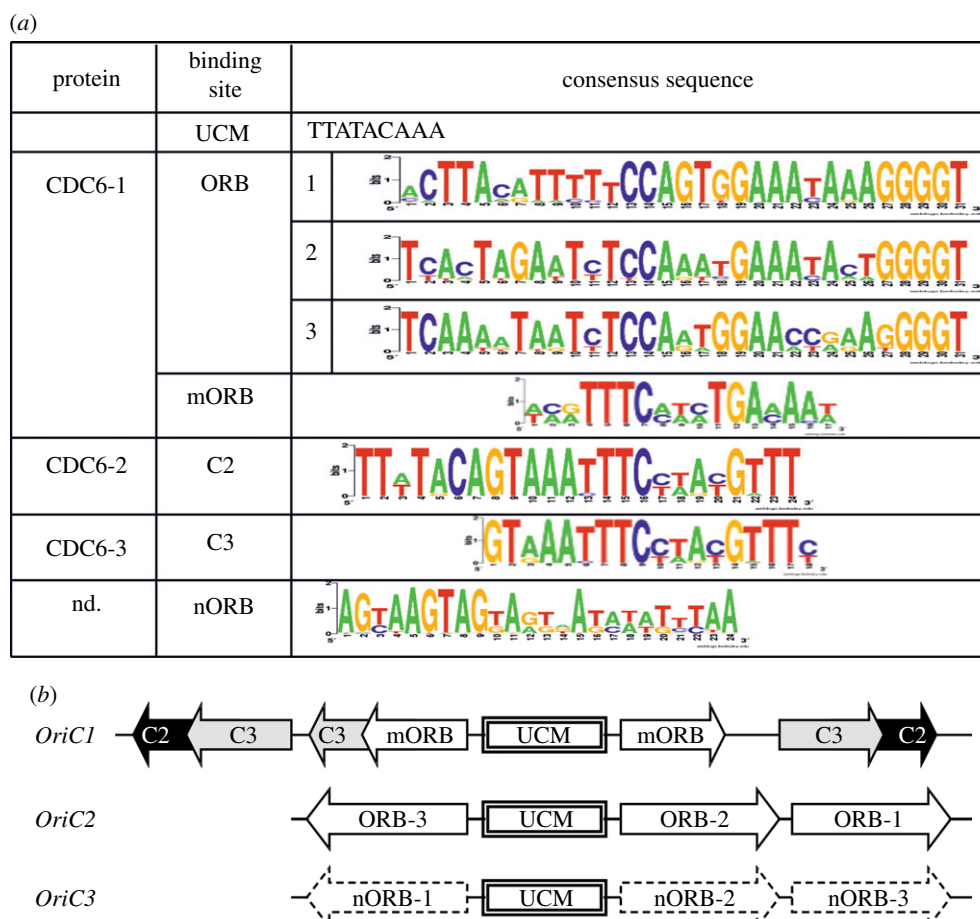 (a)
protein
binding
site
consensus sequence
UCM
TTATACAAA
CDC6-1
ORB
1
ACTTACATTTTTCCAGTGGAAATAAAGGGGT
2
TCACTAGAATCTCCAAATGAAATACTGGGGT
3
TCAAAATAATCTCCAATGGAACCGAAGGGGT
mORB
CDC6-2
C2
TTATACAGTAAATTTCCTACGTTT
CDC6-3
C3
GTAAATTTCCTACGTTTC
nd.
nORB
AGTAAGTAGTAGT
(b)
OriC1
C2
C3
C3
mORB
UCM
mORB
C3
C2
OriC2
ORB-3
UCM
ORB-2
ORB-1
OriC3
nORB-1
UCM
nORB-2
nORB-3